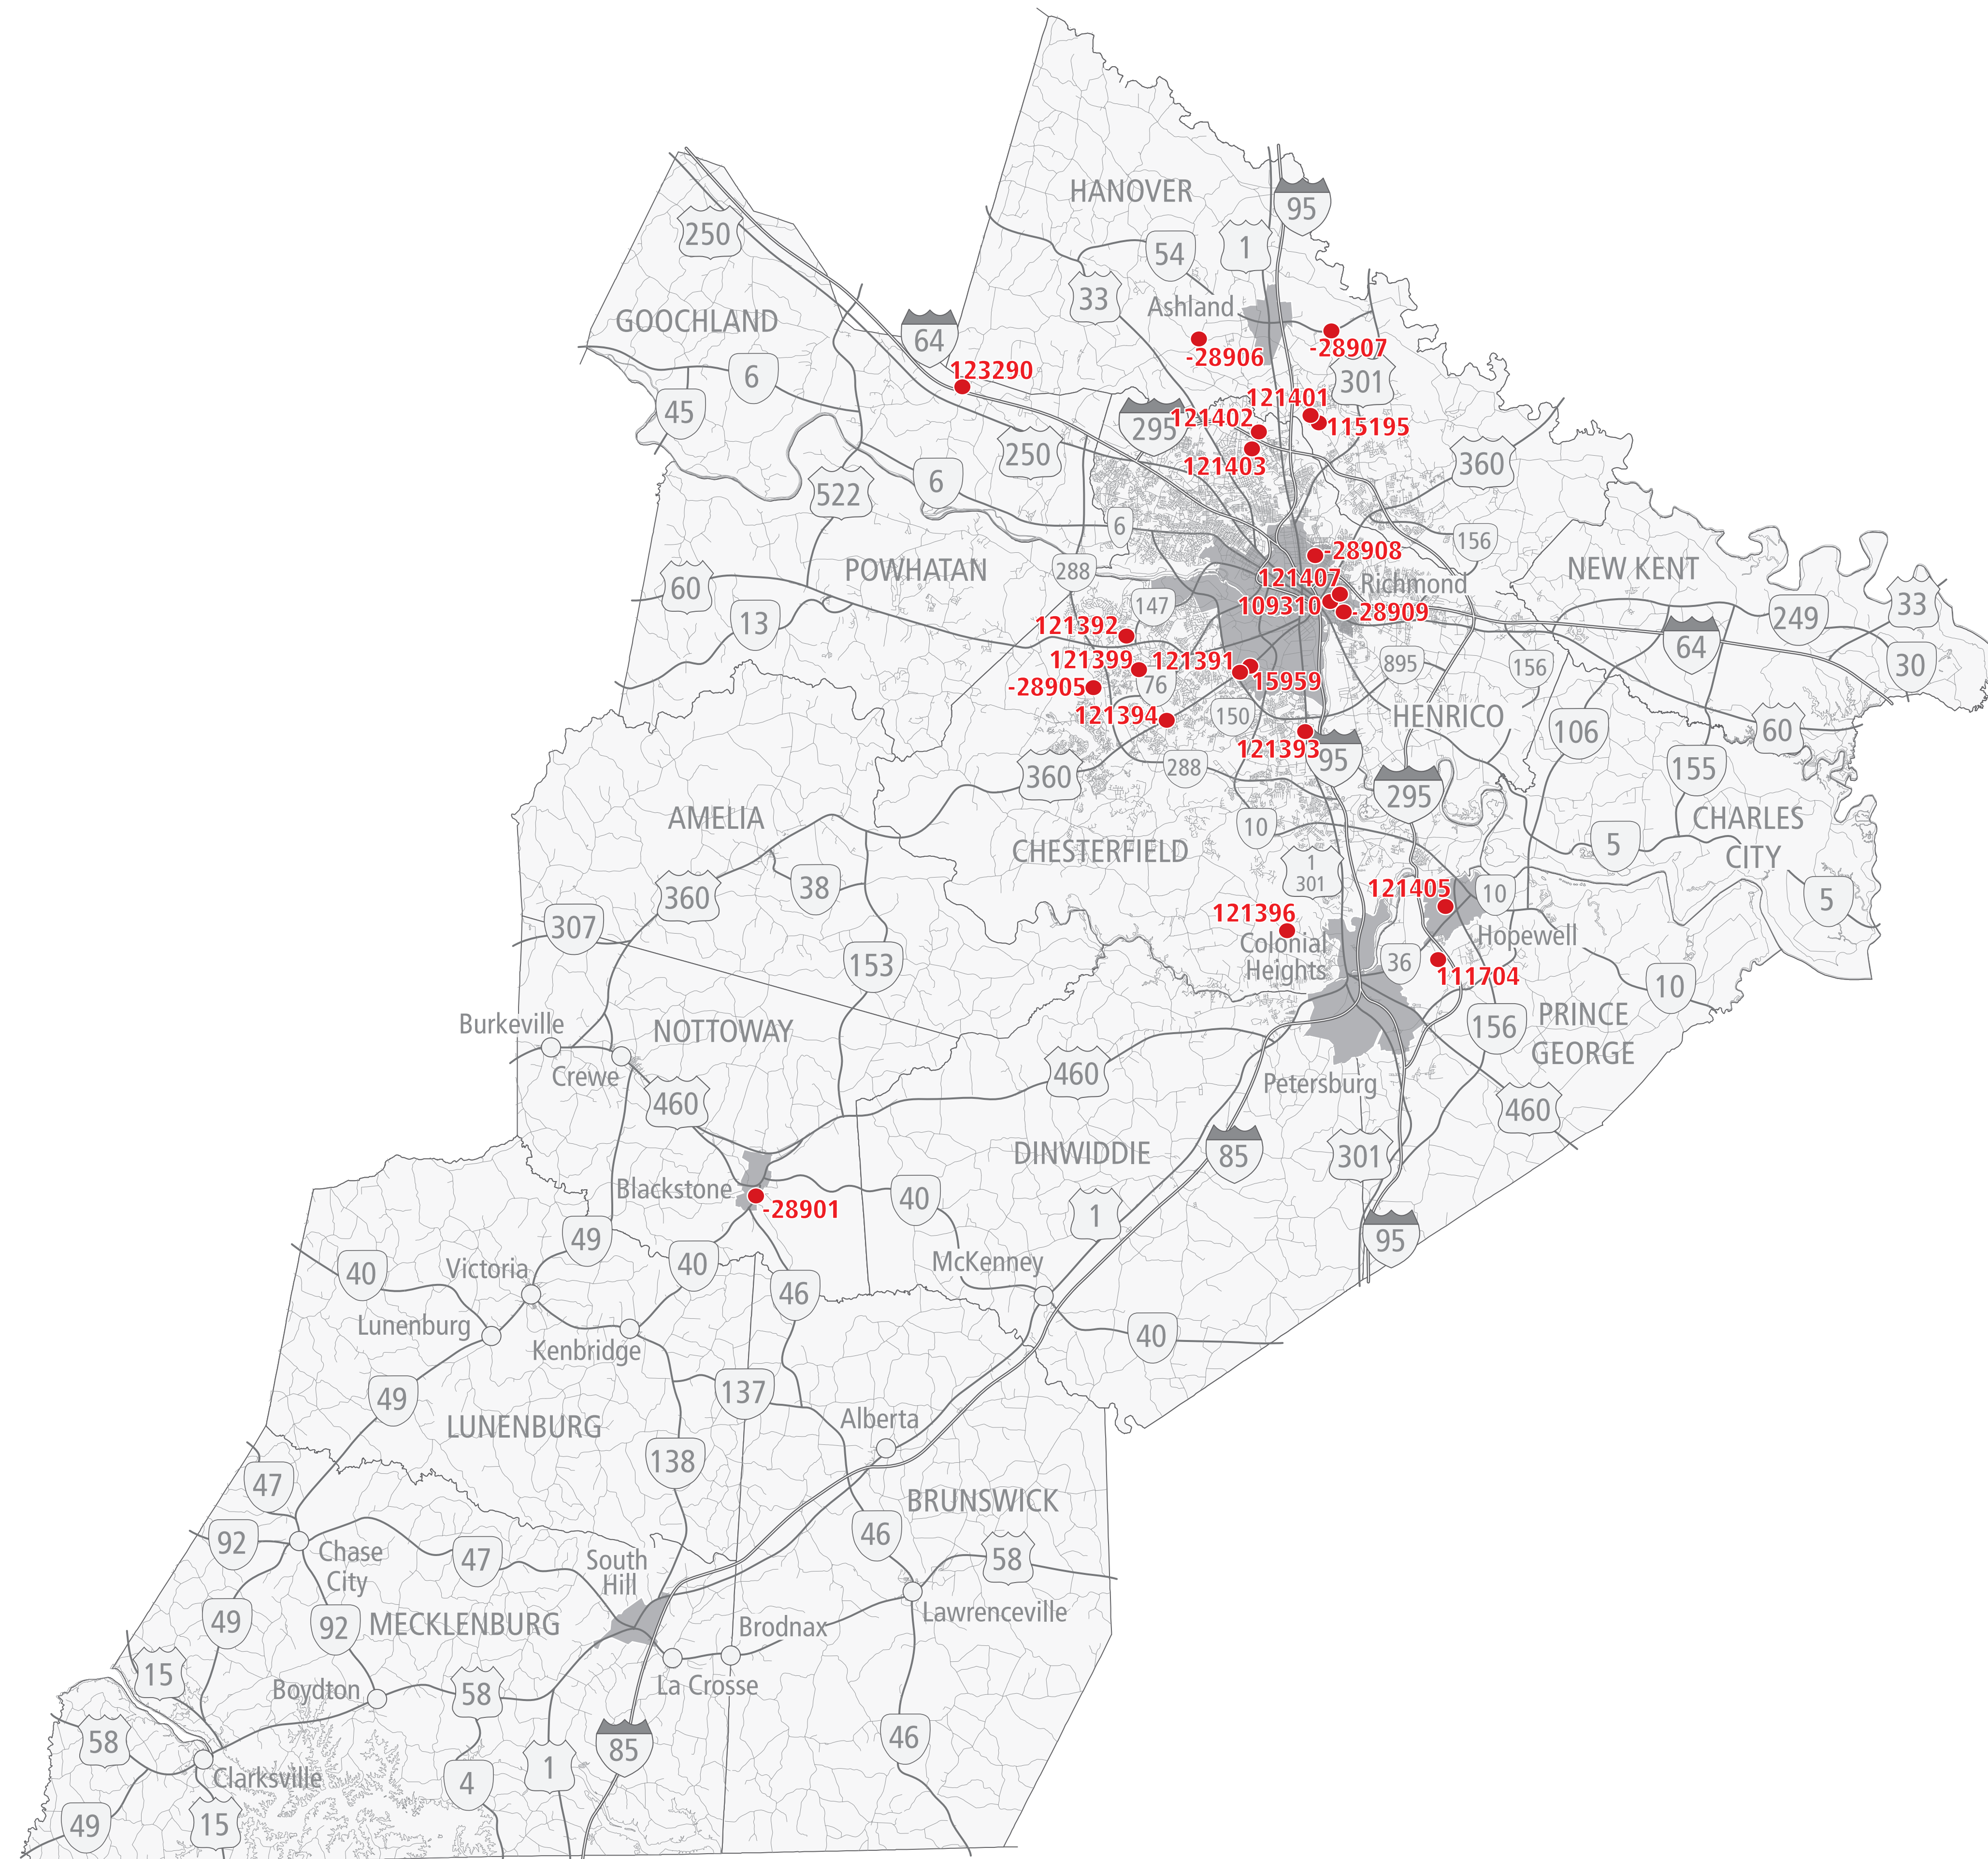 HANOVER
95
250
1
54
33
Ashland
GOOCHLAND
64
-28906
-28907
123290
6
301
45
121401
121402
295
115195
250
121403
360
6
522
6
-28908
156
POWHATAN
288
NEW KENT
121407
Richmond
60
147
109310
-28909
33
249
13
121392
64
121399
121391
895
156
30
-28905
76
15959
121394
150
HENRICO
106
60
121393
95
360
288
155
295
AMELIA
10
CHARLES
CITY
5
CHESTERFIELD
1
301
38
360
121405
10
5
307
121396
Hopewell
Colonial
Heights
153
36
111704
10
Burkeville
NOTTOWAY
156
PRINCE
GEORGE
Crewe
460
Petersburg
460
460
DINWIDDIE
85
301
Blackstone
-28901
40
1
49
95
40
Victoria
40
McKenney
46
Lunenburg
Kenbridge
40
49
137
Alberta
LUNENBURG
138
47
BRUNSWICK
92
46
Chase
City
47
South
Hill
58
49
92
MECKLENBURG
Lawrenceville
Brodnax
15
Boydton
58
La Crosse
58
46
85
Clarksville
4
1
49
15